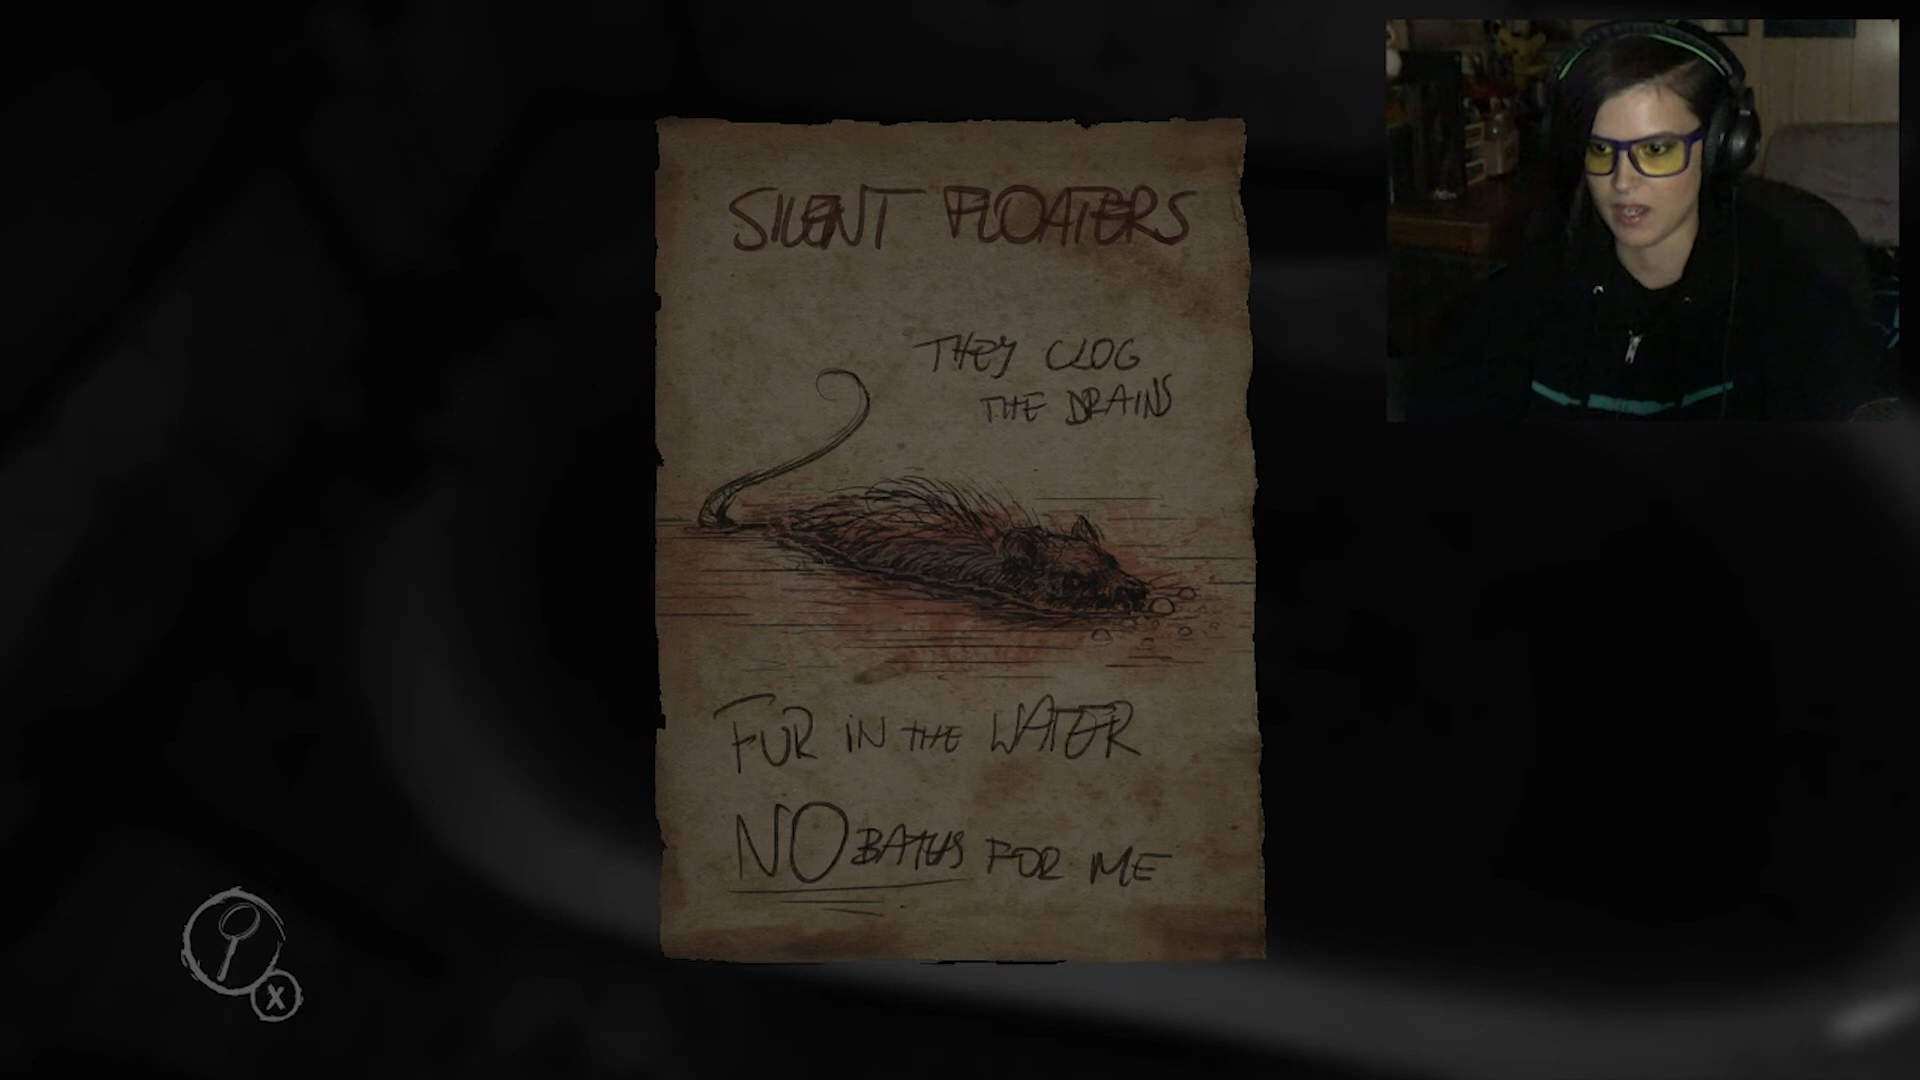 SILENT FLOATERS
THEY CLOG
THE DRAINS
FUR IN THE WATER
NO BATHS FOR ME
X